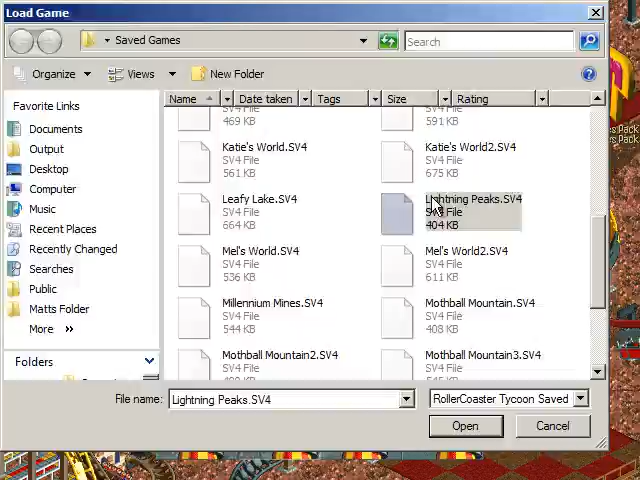 Load Game
Saved Games
Search
Organize
Views
New Folder
Favorite Links
Documents
Output
Desktop
Computer
Music
Recent Places
Recently Changed
Searches
Public
Matts Folder
More
Folders
Name
Date taken
Tags
Size
Rating
SV4 File
469 KB
SV4 File
591 KB
Katie's World.SV4
SV4 File
561 KB
Katie's World2.SV4
SV4 File
675 KB
Leafy Lake.SV4
SV4 File
664 KB
Lightning Peaks.SV4
SV4 File
404 KB
Mel's World.SV4
SV4 File
536 KB
Mel's World2.SV4
SV4 File
611 KB
Millennium Mines.SV4
SV4 File
544 KB
Mothball Mountain.SV4
SV4 File
408 KB
Mothball Mountain2.SV4
SV4 File
Mothball Mountain3.SV4
SV4 File
File name:
Lightning Peaks.SV4
RollerCoaster Tycoon Saved
Open
Cancel